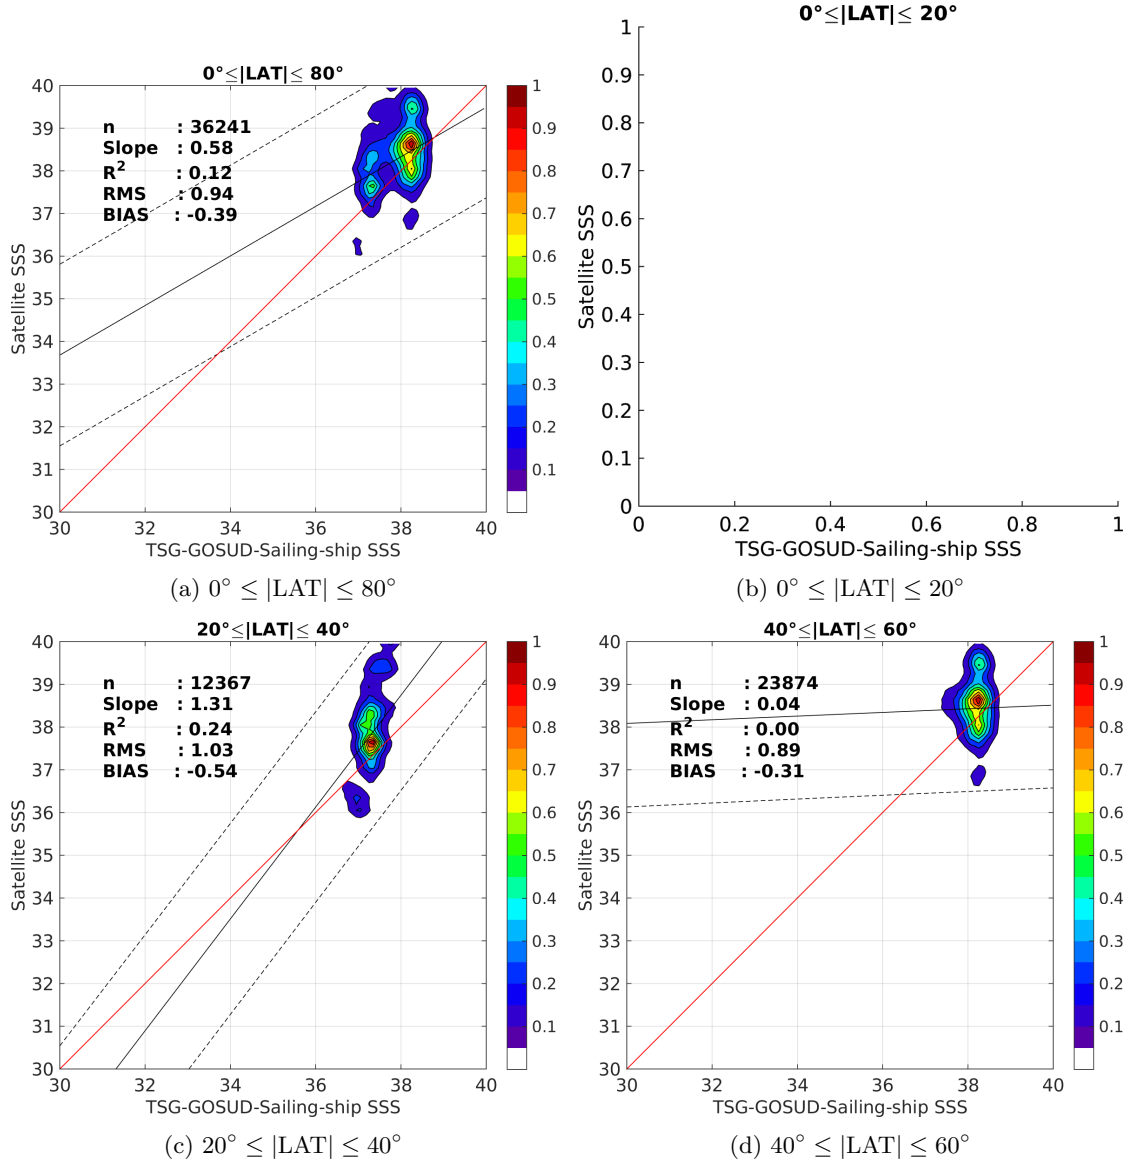 0°≤|LAT|≤ 80°
n : 36241
Slope : 0.58
R² : 0.12
RMS : 0.94
BIAS : -0.39
Satellite SSS
40
39
38
37
36
35
34
33
32
31
30
30 32 34 36 38 40
TSG-GOSUD-Sailing-ship SSS
1
0.9
0.8
0.7
0.6
0.5
0.4
0.3
0.2
0.1
(a) 0° ≤ |LAT| ≤ 80°
0°≤|LAT|≤ 20°
Satellite SSS
1
0.9
0.8
0.7
0.6
0.5
0.4
0.3
0.2
0.1
0
0 0.2 0.4 0.6 0.8 1
TSG-GOSUD-Sailing-ship SSS
(b) 0° ≤ |LAT| ≤ 20°
20°≤|LAT|≤ 40°
n : 12367
Slope : 1.31
R² : 0.24
RMS : 1.03
BIAS : -0.54
Satellite SSS
40
39
38
37
36
35
34
33
32
31
30
30 32 34 36 38 40
TSG-GOSUD-Sailing-ship SSS
1
0.9
0.8
0.7
0.6
0.5
0.4
0.3
0.2
0.1
(c) 20° ≤ |LAT| ≤ 40°
40°≤|LAT|≤ 60°
n : 23874
Slope : 0.04
R² : 0.00
RMS : 0.89
BIAS : -0.31
Satellite SSS
40
39
38
37
36
35
34
33
32
31
30
30 32 34 36 38 40
TSG-GOSUD-Sailing-ship SSS
1
0.9
0.8
0.7
0.6
0.5
0.4
0.3
0.2
0.1
(d) 40° ≤ |LAT| ≤ 60°